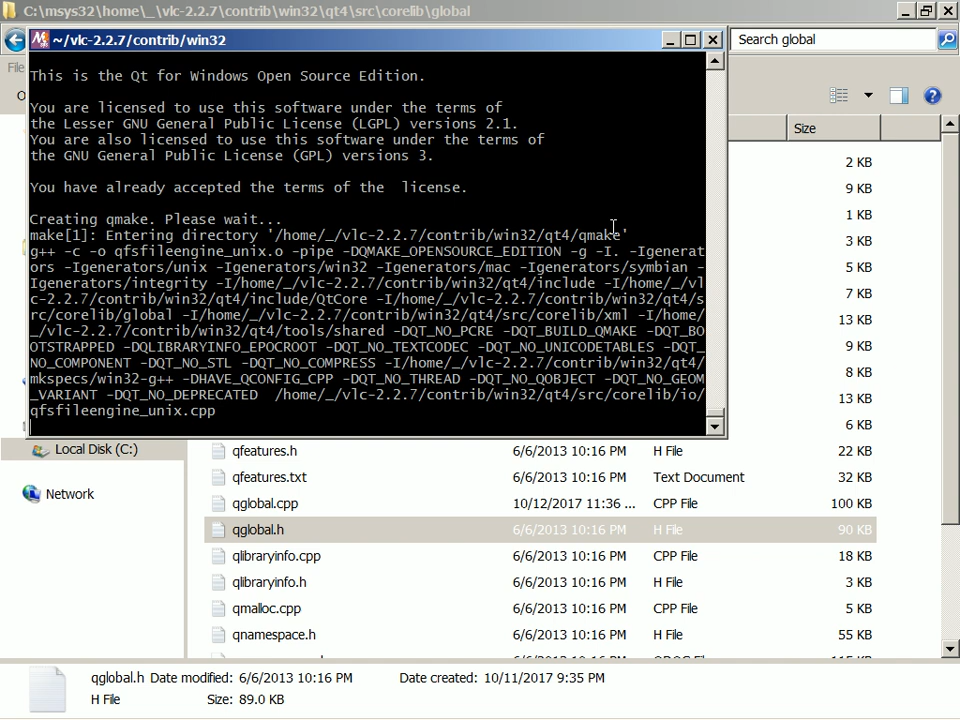 C:\msys32\home\_\vlc-2.2.7\contrib\win32\qt4\src\corelib\global
~/vlc-2.2.7/contrib/win32
Search global
File
This is the Qt for Windows Open Source Edition.
You are licensed to use this software under the terms of
the Lesser GNU General Public License (LGPL) versions 2.1.
You are also licensed to use this software under the terms of
the GNU General Public License (GPL) versions 3.
You have already accepted the terms of the  license.
Creating qmake. Please wait...
make[1]: Entering directory '/home/_/vlc-2.2.7/contrib/win32/qt4/qmake'
g++ -c -o qfsfileengine_unix.o -pipe -DQMAKE_OPENSOURCE_EDITION -g -I. -Igenerat
ors -Igenerators/unix -Igenerators/win32 -Igenerators/mac -Igenerators/symbian -
Igenerators/integrity -I/home/_/vlc-2.2.7/contrib/win32/qt4/include -I/home/_/vl
c-2.2.7/contrib/win32/qt4/include/QtCore -I/home/_/vlc-2.2.7/contrib/win32/qt4/s
rc/corelib/global -I/home/_/vlc-2.2.7/contrib/win32/qt4/src/corelib/xml -I/home/
_/vlc-2.2.7/contrib/win32/qt4/tools/shared -DQT_NO_PCRE -DQT_BUILD_QMAKE -DQT_BO
OTSTRAPPED -DQLIBRARYINFO_EPOCROOT -DQT_NO_TEXTCODEC -DQT_NO_UNICODETABLES -DQT_
NO_COMPONENT -DQT_NO_STL -DQT_NO_COMPRESS -I/home/_/vlc-2.2.7/contrib/win32/qt4/
mkspecs/win32-g++ -DHAVE_QCONFIG_CPP -DQT_NO_THREAD -DQT_NO_QOBJECT -DQT_NO_GEOM
_VARIANT -DQT_NO_DEPRECATED  /home/_/vlc-2.2.7/contrib/win32/qt4/src/corelib/io/
qfsfileengine_unix.cpp
Size
2 KB
9 KB
1 KB
3 KB
5 KB
7 KB
13 KB
9 KB
8 KB
13 KB
6 KB
Local Disk (C:)
Network
qfeatures.h 6/6/2013 10:16 PM H File 22 KB
qfeatures.txt 6/6/2013 10:16 PM Text Document 32 KB
qglobal.cpp 10/12/2017 11:36 ... CPP File 100 KB
qglobal.h 6/6/2013 10:16 PM H File 90 KB
qlibraryinfo.cpp 6/6/2013 10:16 PM CPP File 18 KB
qlibraryinfo.h 6/6/2013 10:16 PM H File 3 KB
qmalloc.cpp 6/6/2013 10:16 PM CPP File 5 KB
qnamespace.h 6/6/2013 10:16 PM H File 55 KB
qglobal.h Date modified: 6/6/2013 10:16 PM Date created: 10/11/2017 9:35 PM
H File Size: 89.0 KB